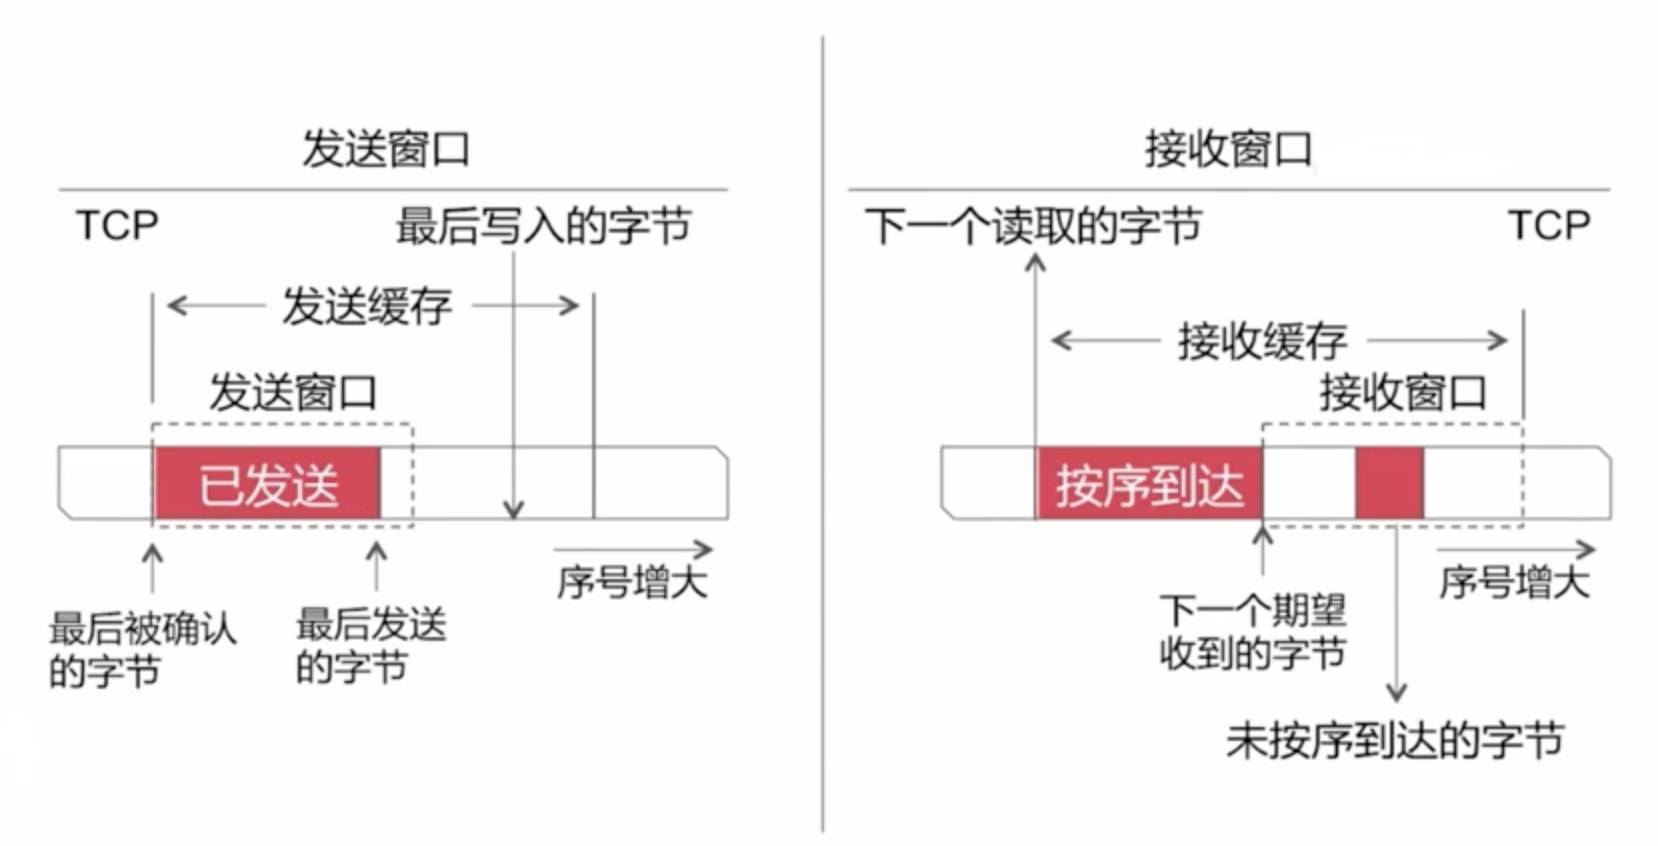 发送窗口
TCP
最后写入的字节
发送缓存
发送窗口
已发送
序号增大
最后被确认
的字节
最后发送
的字节
接收窗口
下一个读取的字节
TCP
接收缓存
接收窗口
按序到达
序号增大
下一个期望
收到的字节
未按序到达的字节